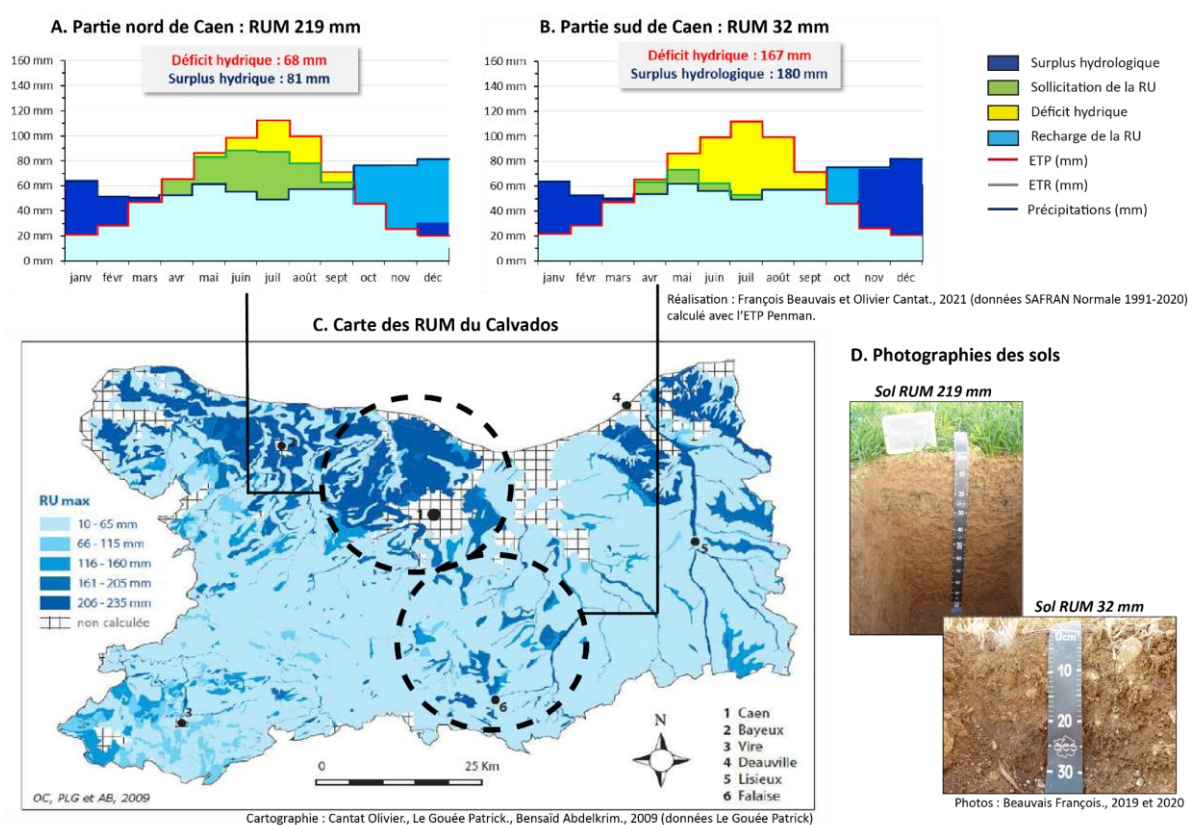 A. Partie nord de Caen : RUM 219 mm
Déficit hydrique : 68 mm
Surplus hydrique : 81 mm
160 mm
140 mm
120 mm
100 mm
80 mm
60 mm
40 mm
20 mm
0 mm
janv févr mars avr mai juin juil août sept oct nov déc
B. Partie sud de Caen : RUM 32 mm
Déficit hydrique : 167 mm
Surplus hydrologique : 180 mm
160 mm
140 mm
120 mm
100 mm
80 mm
60 mm
40 mm
20 mm
0 mm
janv févr mars avr mai juin juil août sept oct nov déc
Surplus hydrologique
Sollicitation de la RU
Déficit hydrique
Recharge de la RU
ETP (mm)
ETR (mm)
Précipitations (mm)
Réalisation : François Beauvais et Olivier Cantat., 2021 (données SAFRAN Normale 1991-2020)
calculé avec l'ETP Penman.
C. Carte des RUM du Calvados
RU max
10 - 65 mm
66 - 115 mm
116 - 160 mm
161 - 205 mm
206 - 235 mm
non calculée
1
2
3
4
5
6
0 25 Km
N
1 Caen
2 Bayeux
3 Vire
4 Deauville
5 Lisieux
6 Falaise
OC, PLG et AB, 2009
Cartographie : Cantat Olivier., Le Gouée Patrick., Bensaïd Abdelkrim., 2009 (données Le Gouée Patrick)
D. Photographies des sols
Sol RUM 219 mm
Sol RUM 32 mm
0cm
10
20
30
Photos : Beauvais François., 2019 et 2020